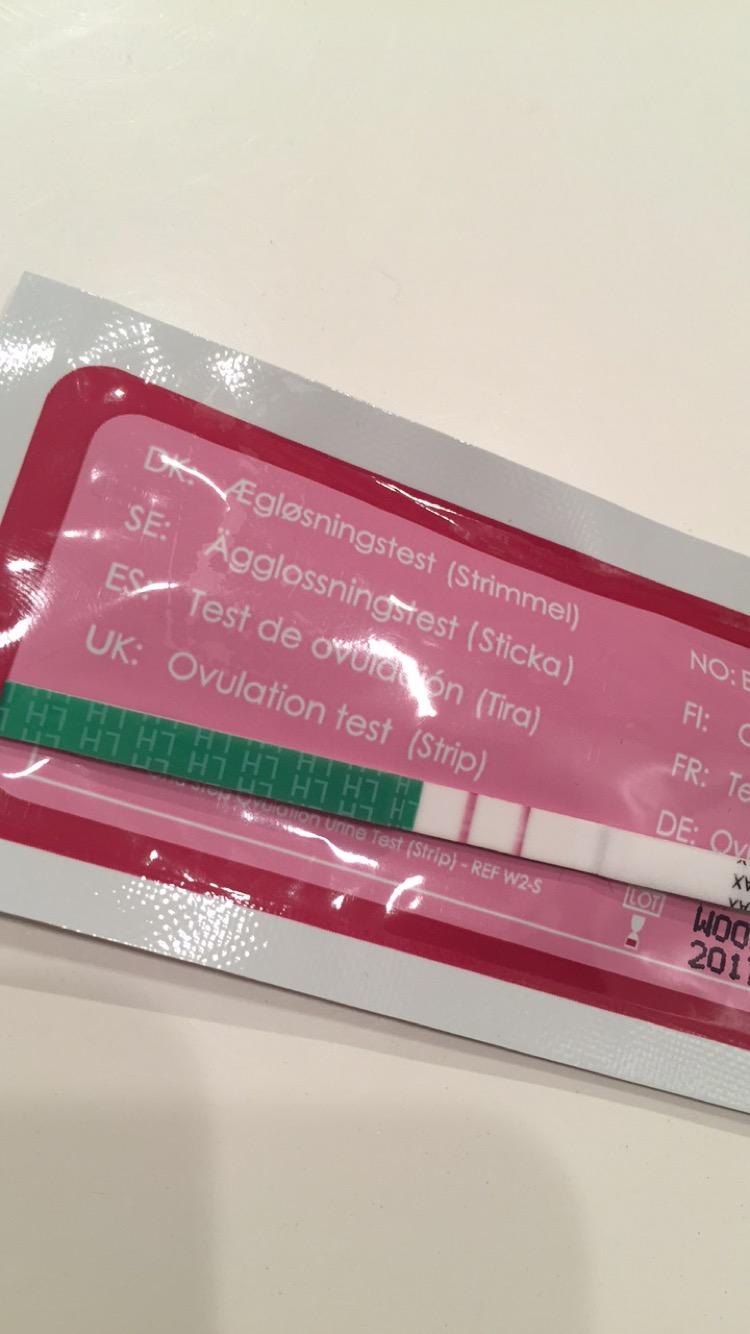 DK: Ægløsningstest (Strimmel)
SE: Ägglossningstest (Sticka)
ES: Test de ovulación (Tira)
UK: Ovulation test (Strip)
NO:
FI:
FR:
DE:
LH LH LH LH LH LH LH
Ovulation Urine Test (Strip) - REF W2-S
LOT